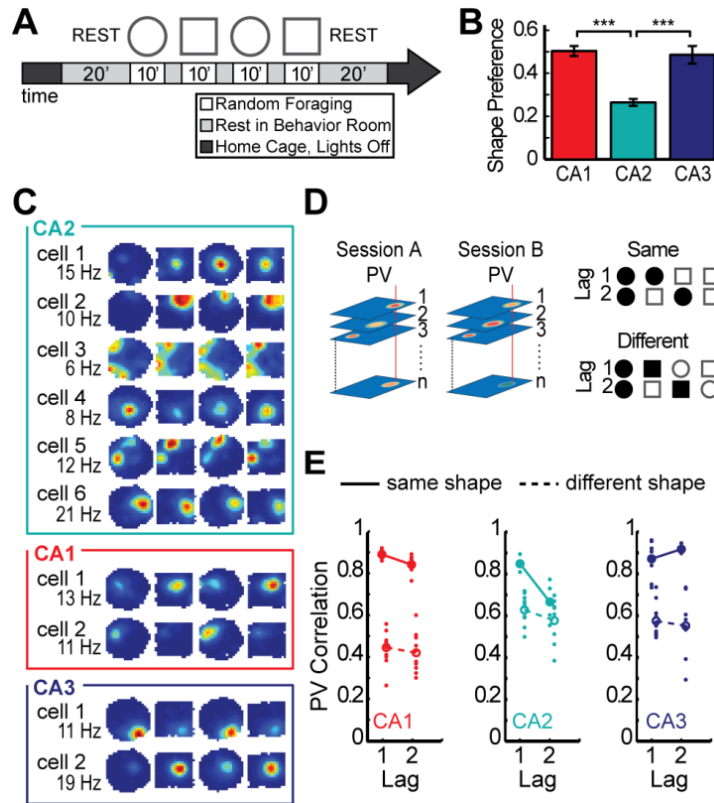 A
REST
REST
20’ 10’ 10’ 10’ 10’ 20’
time
Random Foraging
Rest in Behavior Room
Home Cage, Lights Off
B
Shape Preference
0.6
0.4
0.2
0
***
***
CA1 CA2 CA3
C
CA2
cell 1
15 Hz
cell 2
10 Hz
cell 3
6 Hz
cell 4
8 Hz
cell 5
12 Hz
cell 6
21 Hz
CA1
cell 1
13 Hz
cell 2
11 Hz
CA3
cell 1
11 Hz
cell 2
19 Hz
D
Session A
PV
1
2
3
n
Session B
PV
1
2
3
n
Same
Lag
1
2
Different
Lag
1
2
E
same shape
different shape
PV Correlation
1
0.8
0.6
0.4
0.2
0
CA1
1 2
Lag
1
0.8
0.6
0.4
0.2
0
CA2
1 2
Lag
1
0.8
0.6
0.4
0.2
0
CA3
1 2
Lag